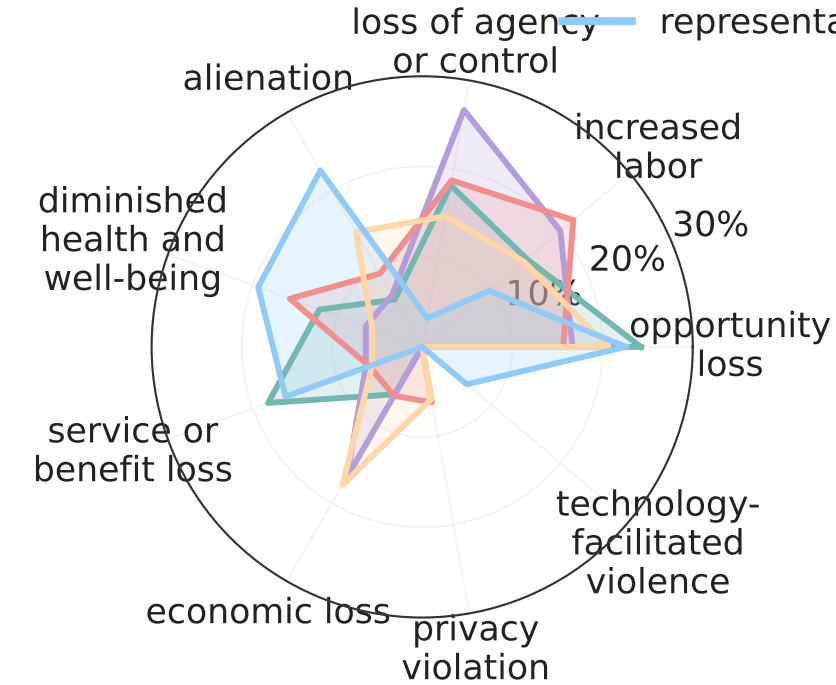 loss of agency
or control
representa
alienation
increased
labor
diminished
health and
well-being
30%
20%
10%
opportunity
loss
service or
benefit loss
technology-
facilitated
violence
economic loss
privacy
violation